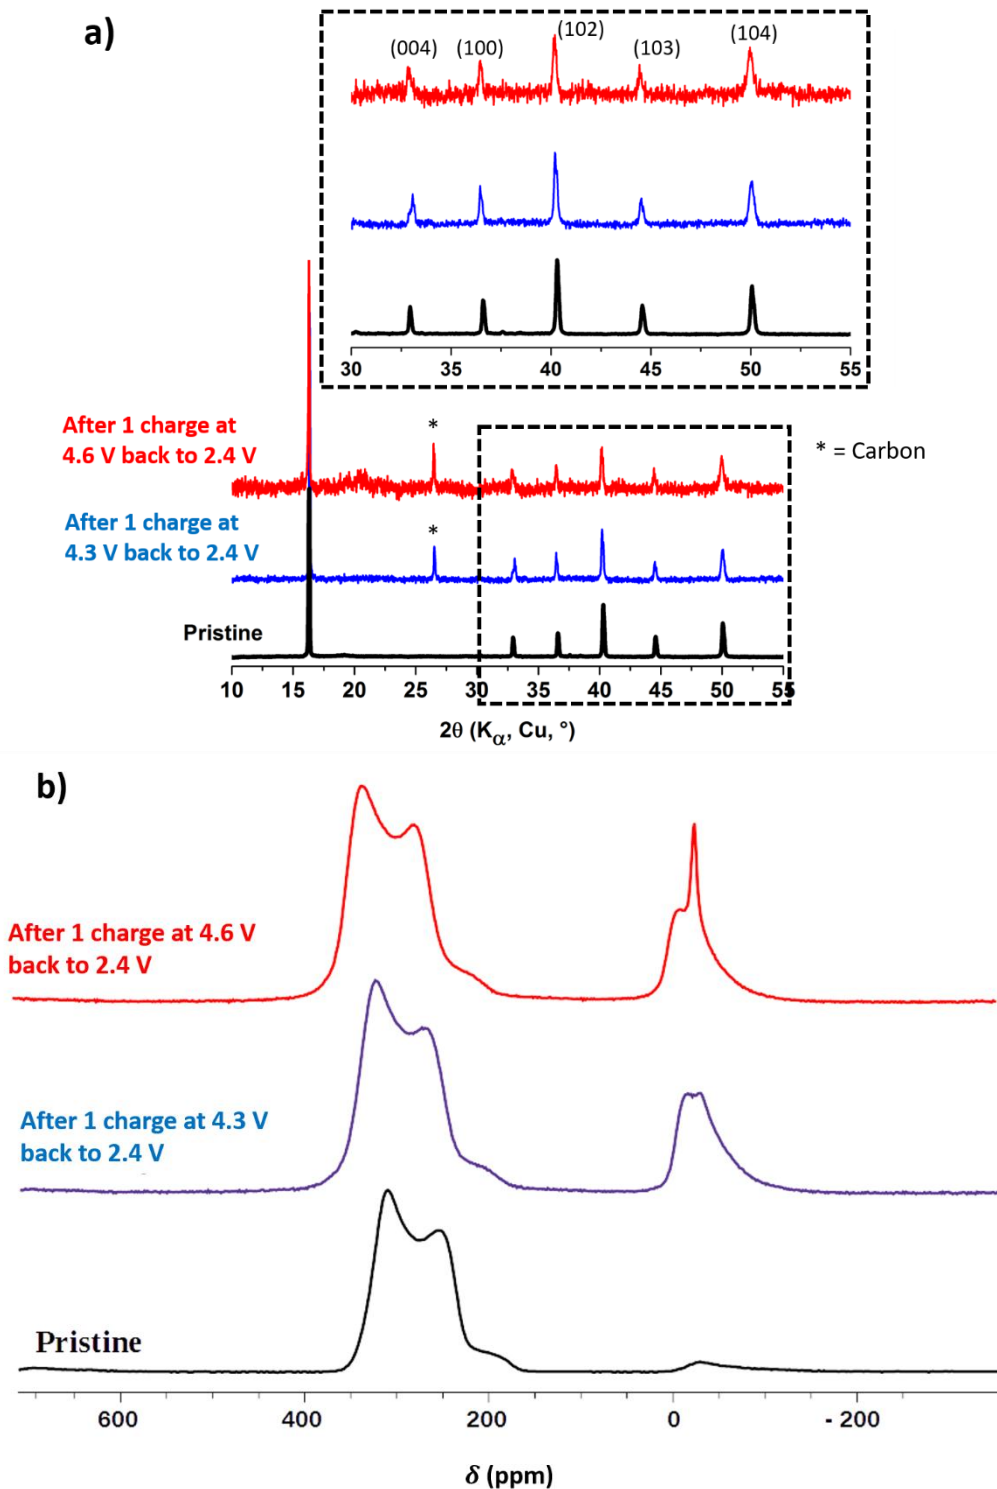 a)
(004) (100) (102) (103) (104)
30 35 40 45 50 55
After 1 charge at
4.6 V back to 2.4 V
*
* = Carbon
After 1 charge at
4.3 V back to 2.4 V
*
Pristine
10 15 20 25 30 35 40 45 50 55
2θ (Kα, Cu, °)
b)
After 1 charge at 4.6 V
back to 2.4 V
After 1 charge at 4.3 V
back to 2.4 V
Pristine
600 400 200 0 - 200
δ (ppm)